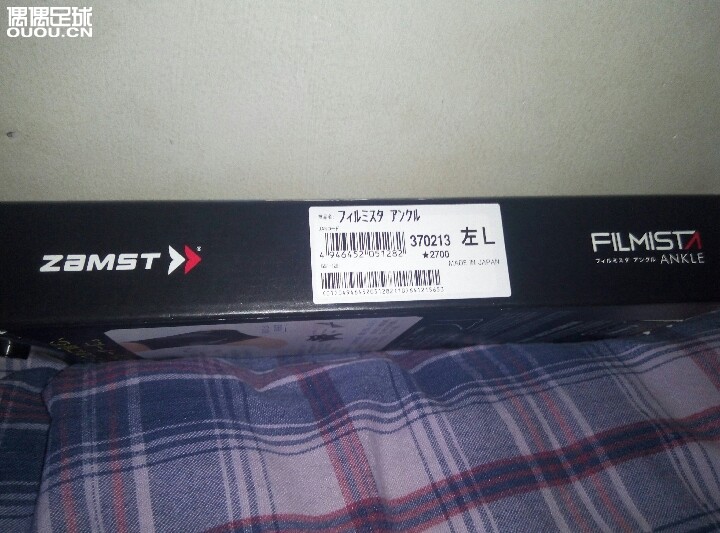 偶偶足球
OUOU.CN
フィルミスタ アンクル
4 946452 051282
370213 左L
★2700
MADE IN JAPAN
ZAMST
FILMISTA
フィルミスタ アンクル ANKLE